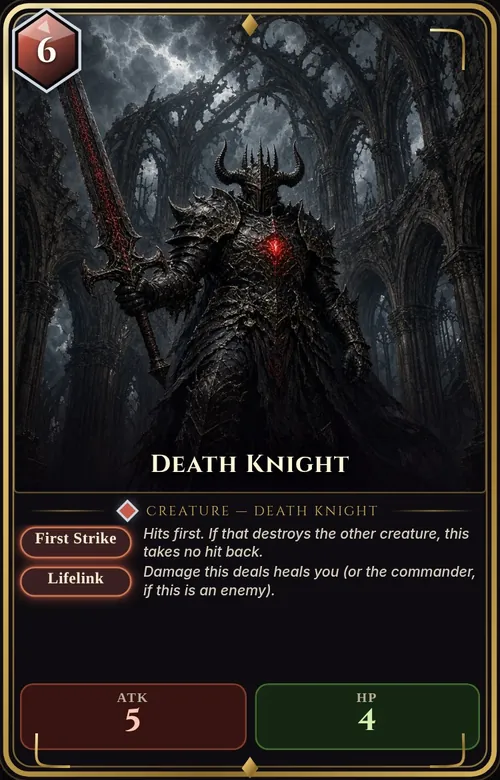 6
Death Knight
CREATURE — DEATH KNIGHT
First Strike
Hits first. If that destroys the other creature, this
takes no hit back.
Lifelink
Damage this deals heals you (or the commander,
if this is an enemy).
ATK
5
HP
4